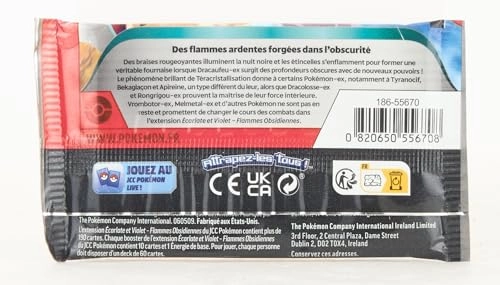 Des flammes ardentes forgées dans l'obscurité
Des braises rougeoyantes illuminent la nuit noire et les étincelles s'enflamment pour former une
véritable fournaise lorsque Dracaufeu-ex surgit des profondeurs obscures avec de nouveaux pouvoirs !
Le phénomène brillant de Téracristallisation donne à certains Pokémon-ex, notamment à Tyranocif,
Bekaglaçon et Apireine, un type différent du leur, alors que Dracolosse-ex
et Rongrigou-ex prouvent la maîtrise de leur force intérieure.
Vrombotor-ex, Melmetal-ex et d'autres Pokémon ne sont pas en
reste et promettent de changer le cours des combats dans
l'extension Écarlate et Violet - Flammes Obsidiennes.
186-55670
0 820650 556708
WWW.POKEMON.FR
Attrapez-les Tous !
JOUEZ AU
JCC POKÉMON
LIVE !
CE UK
CA
FR
The Pokémon Company International, 060509. Fabriqué aux États-Unis.
L'extension Écarlate et Violet - Flammes Obsidiennes du JCC Pokémon contient plus de
190 cartes. Chaque booster de l'extension Écarlate et Violet - Flammes Obsidiennes
du JCC Pokémon contient 10 cartes et 1 Énergie de base. Pour jouer, chaque personne
doit disposer d'un deck de 60 cartes.
The Pokémon Company International Ireland Limited
3rd Floor, 2 Central Plaza, Dame Street
Dublin 2, D02 T0X4, Ireland
Conservez ces adresses.